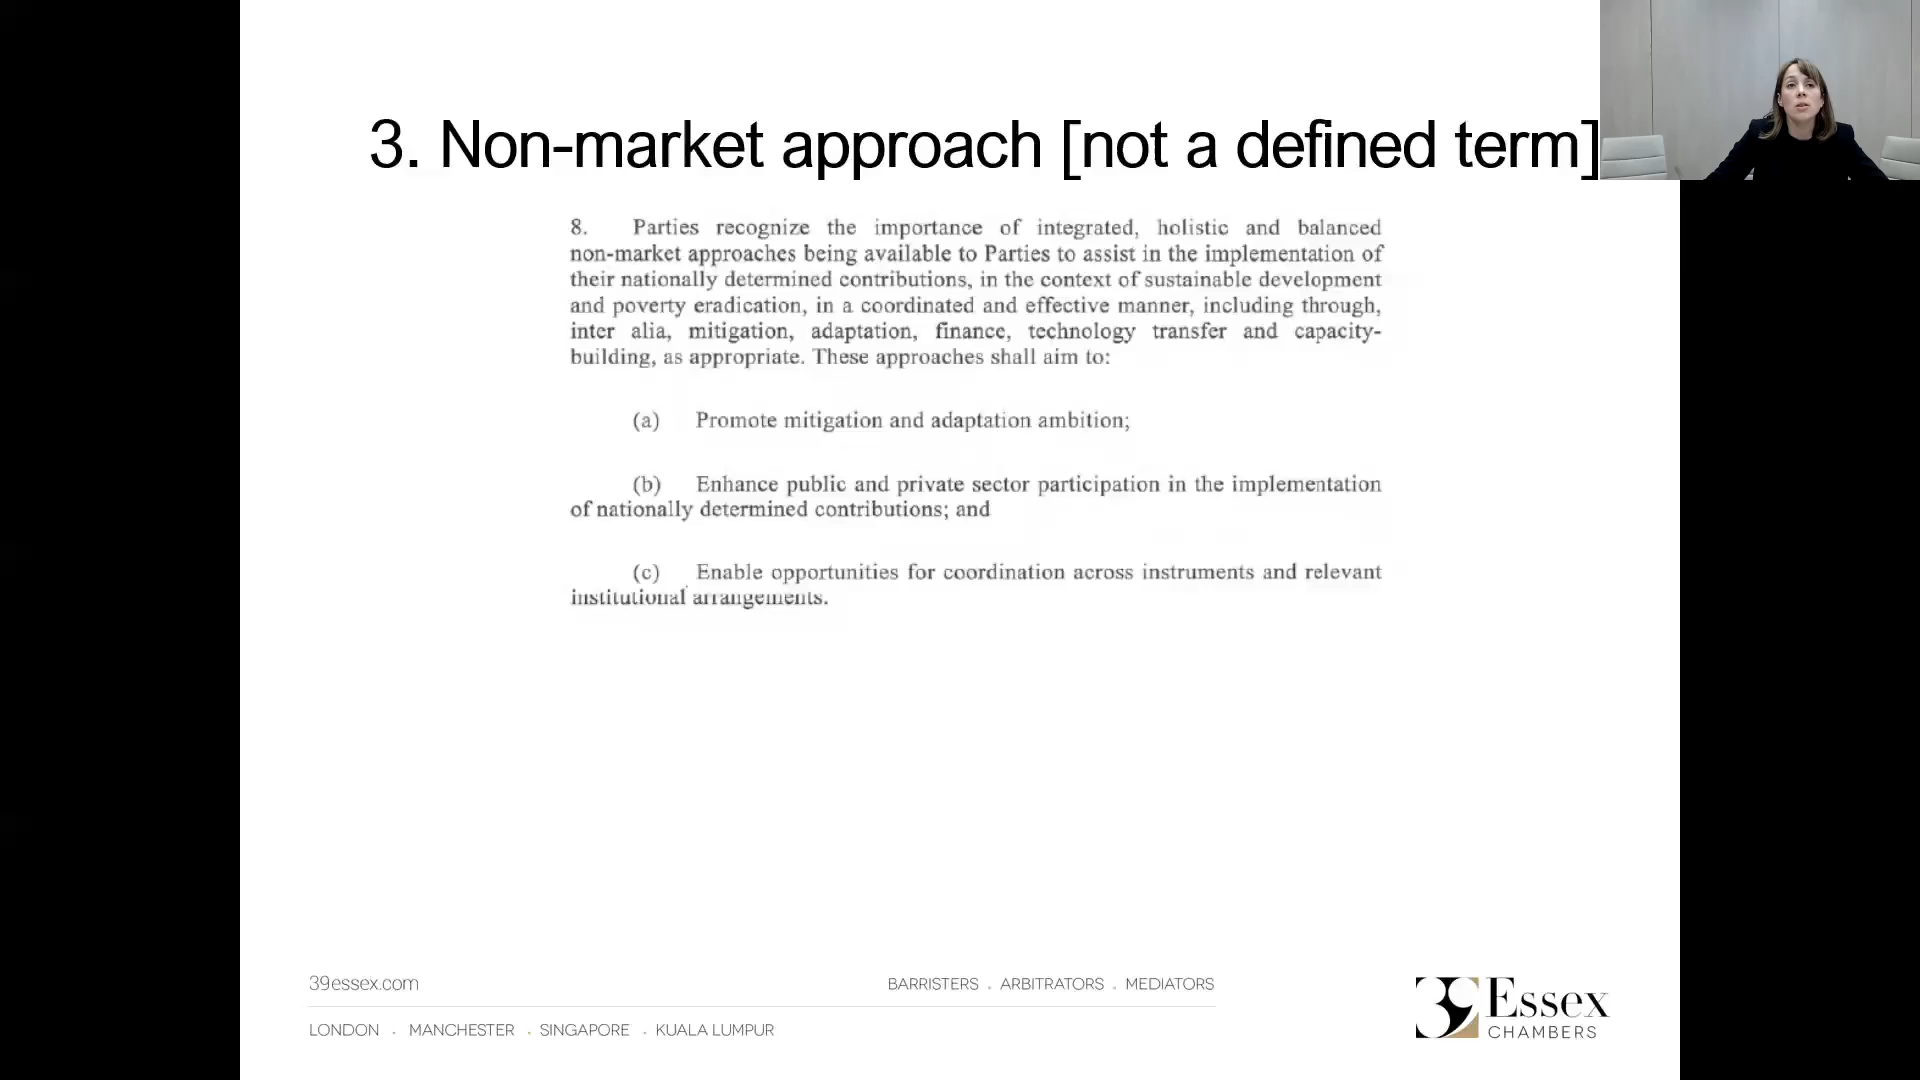 3. Non-market approach [not a defined term]
8. Parties recognize the importance of integrated, holistic and balanced
non-market approaches being available to Parties to assist in the implementation of
their nationally determined contributions, in the context of sustainable development
and poverty eradication, in a coordinated and effective manner, including through,
inter alia, mitigation, adaptation, finance, technology transfer and capacity-
building, as appropriate. These approaches shall aim to:
(a) Promote mitigation and adaptation ambition;
(b) Enhance public and private sector participation in the implementation
of nationally determined contributions; and
(c) Enable opportunities for coordination across instruments and relevant
institutional arrangements.
39essex.com
BARRISTERS . ARBITRATORS . MEDIATORS
LONDON . MANCHESTER . SINGAPORE . KUALA LUMPUR
39 Essex
CHAMBERS